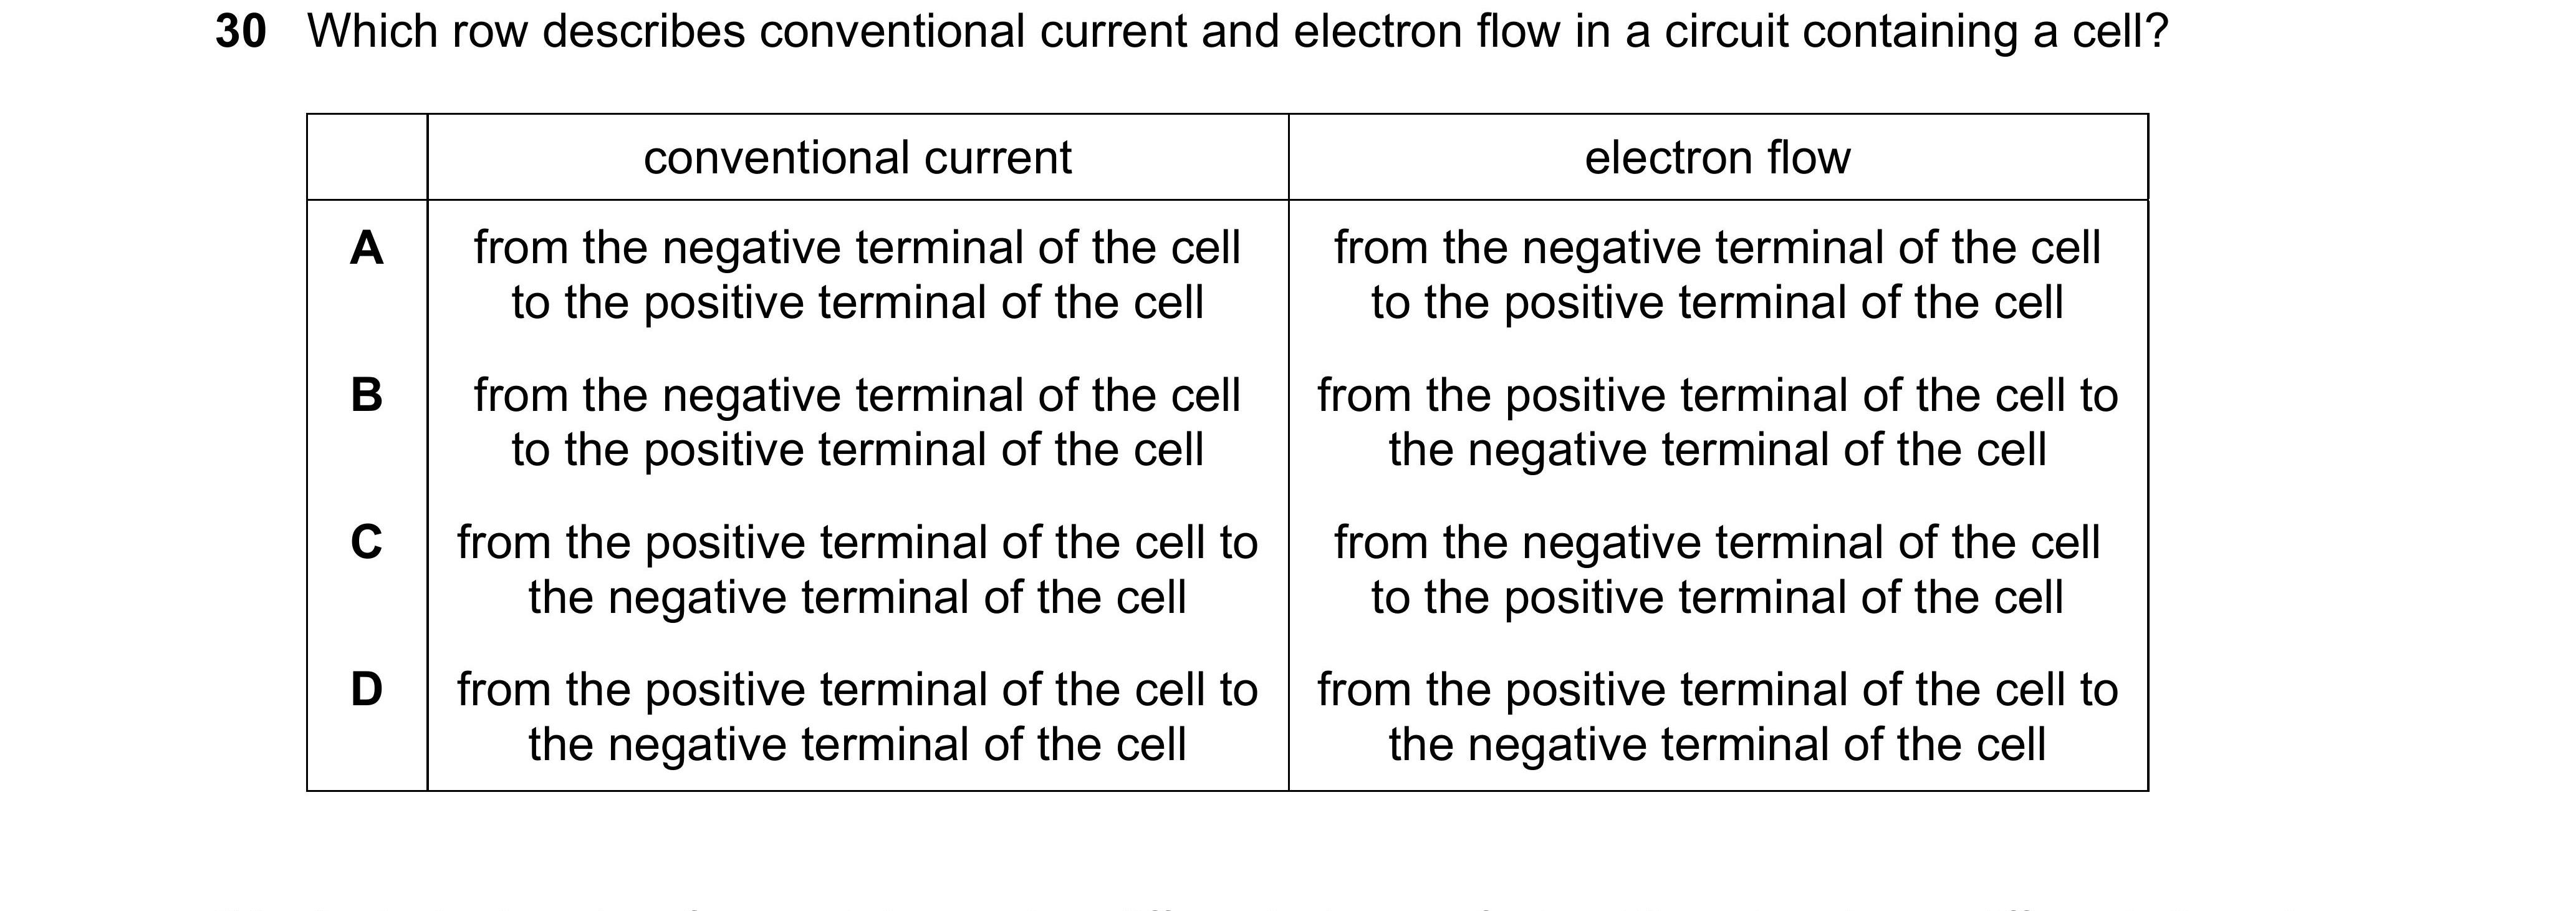 30 Which row describes conventional current and electron flow in a circuit containing a cell?
conventional current electron flow
A from the negative terminal of the cell to the positive terminal of the cell from the negative terminal of the cell to the positive terminal of the cell
B from the negative terminal of the cell to the positive terminal of the cell from the positive terminal of the cell to the negative terminal of the cell
C from the positive terminal of the cell to the negative terminal of the cell from the negative terminal of the cell to the positive terminal of the cell
D from the positive terminal of the cell to the negative terminal of the cell from the positive terminal of the cell to the negative terminal of the cell